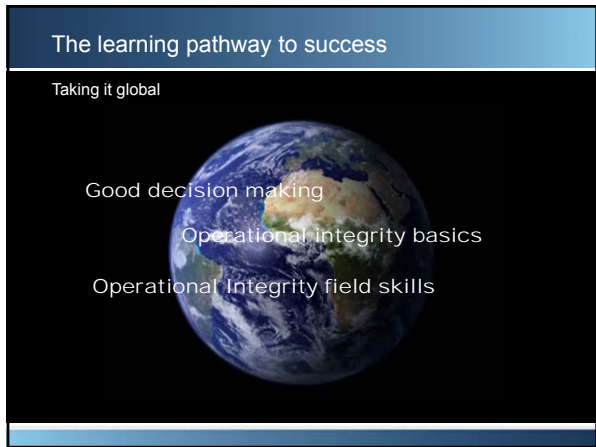 The learning pathway to success
Taking it global
Good decision making
Operational integrity basics
Operational Integrity field skills